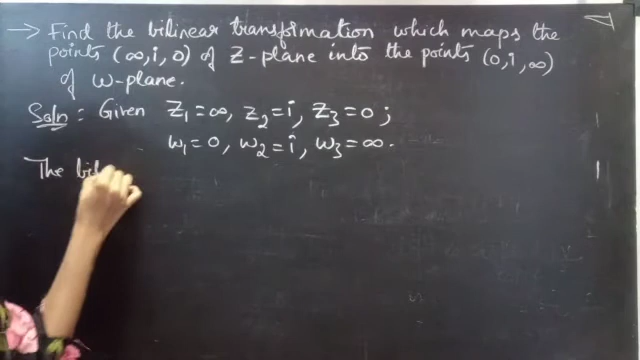 → Find the bilinear transformation which maps the
points (∞, i, 0) of Z-plane into the points (0, i, ∞)
of w-plane.
Soln: Given Z₁ = ∞, Z₂ = i, Z₃ = 0 ;
w₁ = 0, w₂ = i, w₃ = ∞.
The